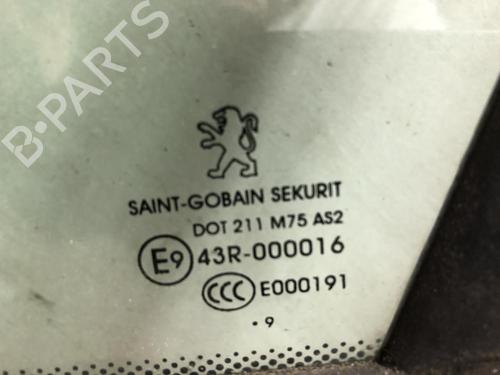 B-PARTS
SAINT-GOBAIN SEKURIT
DOT 211 M75 AS2
E9 43R-000016
CCC E000191
. 9